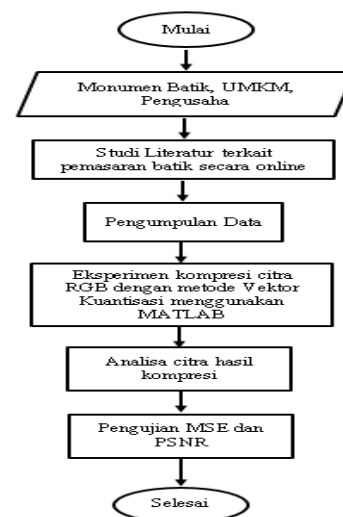 Mulai
Monumen Batik, UMKM,
Pengusaha
Studi Literatur terkait
pemasaran batik secara online
Pengumpulan Data
Eksperimen kompresi citra
RGB dengan metode Vektor
Kuantisasi menggunakan
MATLAB
Analisa citra hasil
kompresi
Pengujian MSE dan
PSNR
Selesai